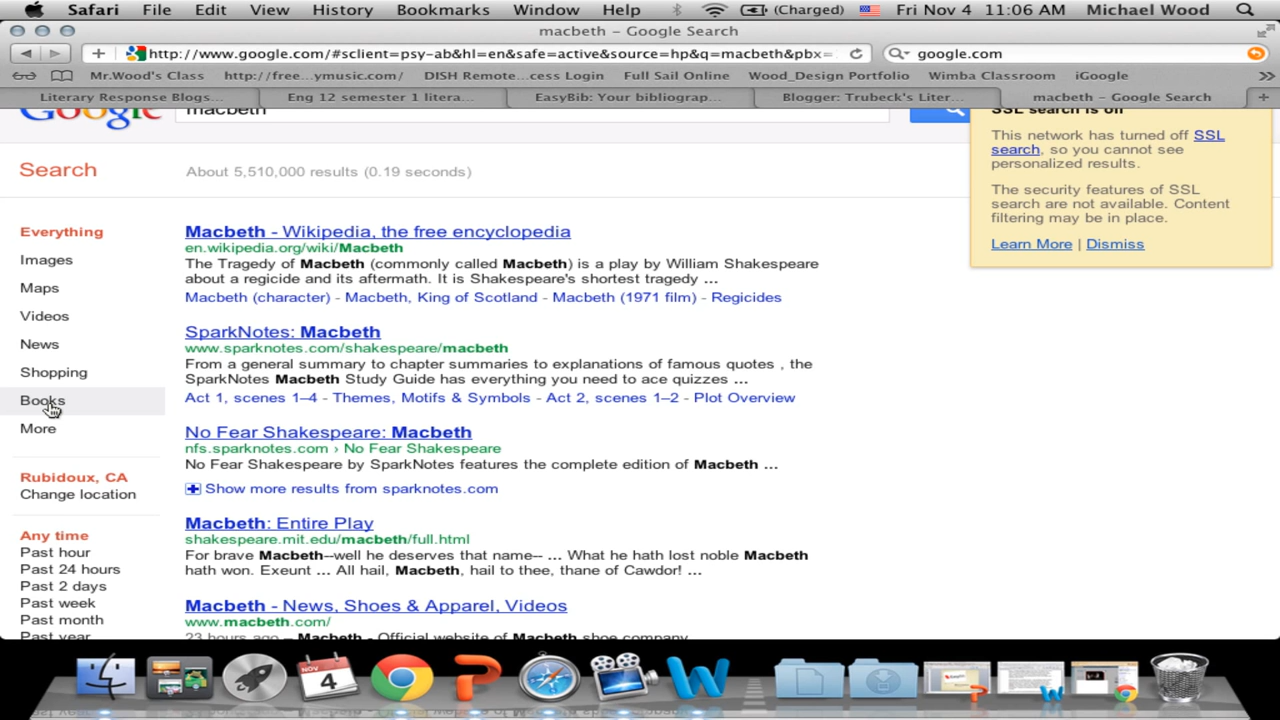 Safari File Edit View History Bookmarks Window Help (Charged) Fri Nov 4 11:06 AM Michael Wood
macbeth – Google Search
http://www.google.com/#sclient=psy-ab&hl=en&safe=active&source=hp&q=macbeth&pbx= google.com
Mr.Wood's Class http://free...ymusic.com/ DISH Remote...cess Login Full Sail Online Wood_Design Portfolio Wimba Classroom iGoogle
Literary Response Blogs... Eng 12 semester 1 litera... EasyBib: Your bibliograp... Blogger: Trubeck's Liter... macbeth – Google Search
Google macbeth
SSL search is off
This network has turned off SSL
search, so you cannot see
personalized results.
The security features of SSL
search are not available. Content
filtering may be in place.
Learn More | Dismiss
Search About 5,510,000 results (0.19 seconds)
Everything
Images
Maps
Videos
News
Shopping
Books
More
Rubidoux, CA
Change location
Any time
Past hour
Past 24 hours
Past 2 days
Past week
Past month
Past year
Macbeth - Wikipedia, the free encyclopedia
en.wikipedia.org/wiki/Macbeth
The Tragedy of Macbeth (commonly called Macbeth) is a play by William Shakespeare
about a regicide and its aftermath. It is Shakespeare's shortest tragedy ...
Macbeth (character) - Macbeth, King of Scotland - Macbeth (1971 film) - Regicides
SparkNotes: Macbeth
www.sparknotes.com/shakespeare/macbeth
From a general summary to chapter summaries to explanations of famous quotes , the
SparkNotes Macbeth Study Guide has everything you need to ace quizzes ...
Act 1, scenes 1–4 - Themes, Motifs & Symbols - Act 2, scenes 1–2 - Plot Overview
No Fear Shakespeare: Macbeth
nfs.sparknotes.com › No Fear Shakespeare
No Fear Shakespeare by SparkNotes features the complete edition of Macbeth ...
Show more results from sparknotes.com
Macbeth: Entire Play
shakespeare.mit.edu/macbeth/full.html
For brave Macbeth--well he deserves that name-- ... What he hath lost noble Macbeth
hath won. Exeunt ... All hail, Macbeth, hail to thee, thane of Cawdor! ...
Macbeth - News, Shoes & Apparel, Videos
www.macbeth.com/
23 hours ago – Macbeth - Official website of Macbeth shoe company
NOV
4